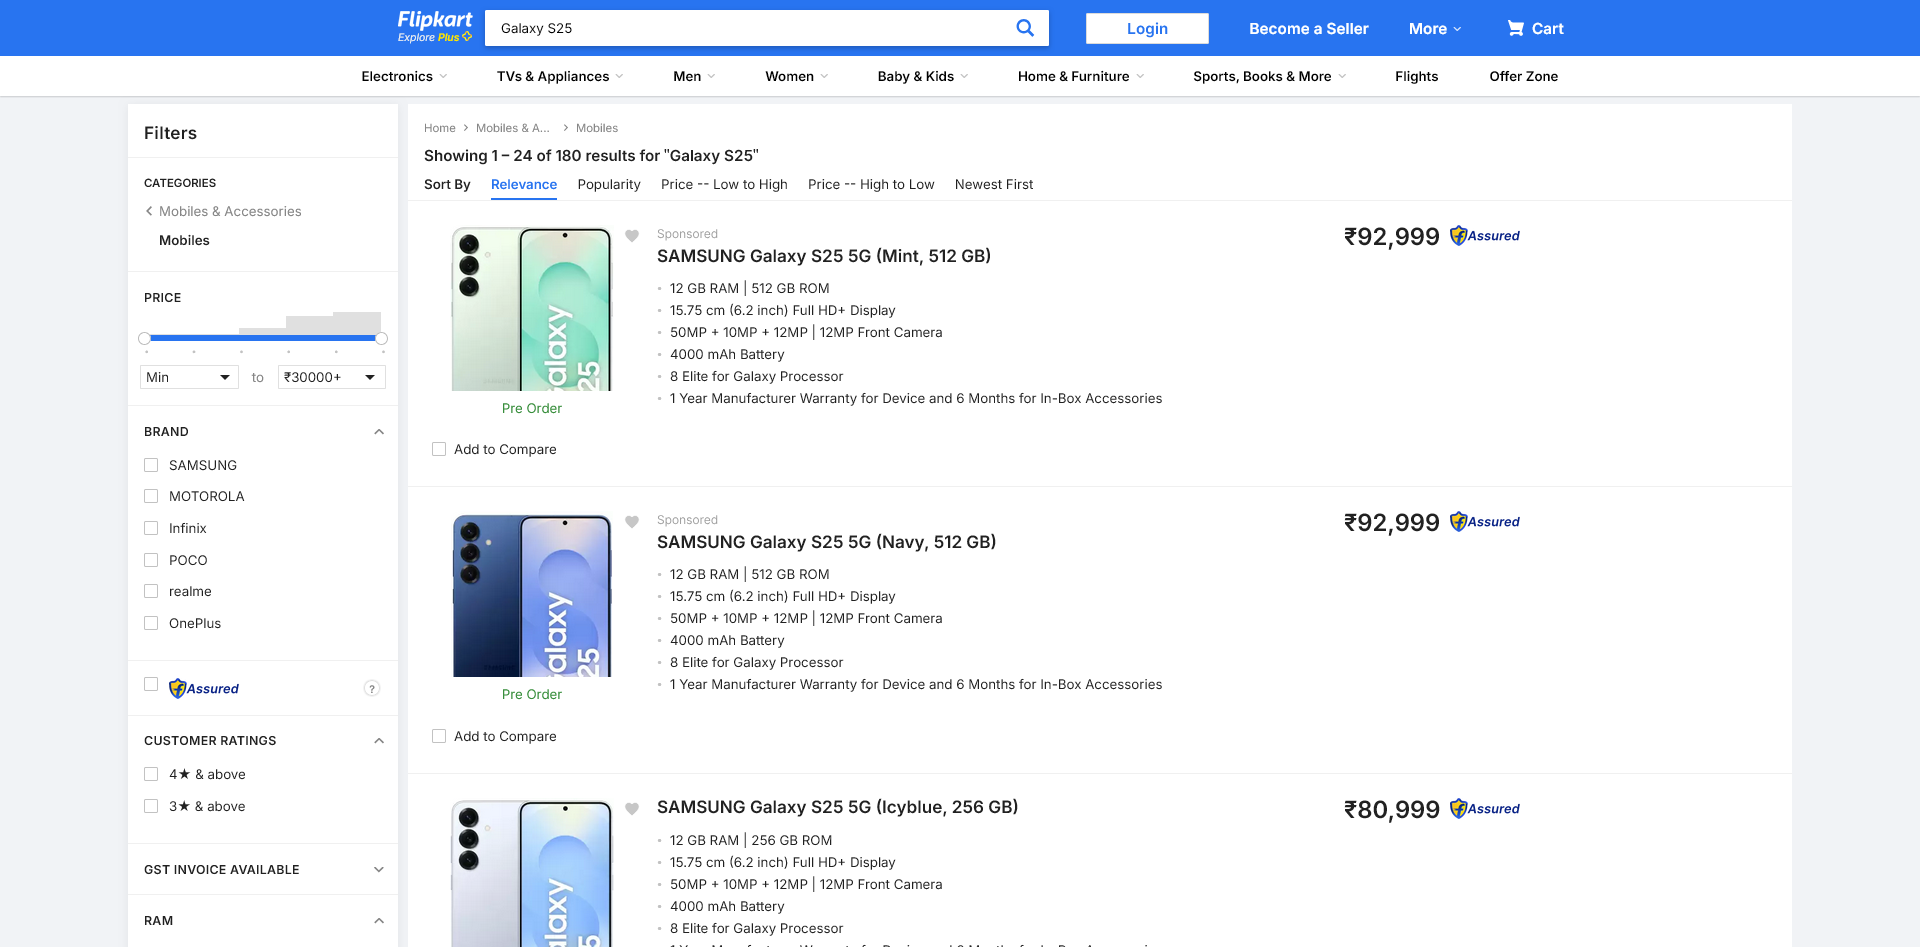 Flipkart
Explore Plus
Galaxy S25
Login
Become a Seller
More
Cart
Electronics
TVs & Appliances
Men
Women
Baby & Kids
Home & Furniture
Sports, Books & More
Flights
Offer Zone
Filters
CATEGORIES
Mobiles & Accessories
Mobiles
PRICE
Min
to
₹30000+
BRAND
SAMSUNG
MOTOROLA
Infinix
POCO
realme
OnePlus
Assured
?
CUSTOMER RATINGS
4★ & above
3★ & above
GST INVOICE AVAILABLE
RAM
Home
Mobiles & A...
Mobiles
Showing 1 – 24 of 180 results for "Galaxy S25"
Sort By
Relevance
Popularity
Price -- Low to High
Price -- High to Low
Newest First
Sponsored
SAMSUNG Galaxy S25 5G (Mint, 512 GB)
12 GB RAM | 512 GB ROM
15.75 cm (6.2 inch) Full HD+ Display
50MP + 10MP + 12MP | 12MP Front Camera
4000 mAh Battery
8 Elite for Galaxy Processor
1 Year Manufacturer Warranty for Device and 6 Months for In-Box Accessories
₹92,999
Assured
Pre Order
Add to Compare
Sponsored
SAMSUNG Galaxy S25 5G (Navy, 512 GB)
12 GB RAM | 512 GB ROM
15.75 cm (6.2 inch) Full HD+ Display
50MP + 10MP + 12MP | 12MP Front Camera
4000 mAh Battery
8 Elite for Galaxy Processor
1 Year Manufacturer Warranty for Device and 6 Months for In-Box Accessories
₹92,999
Assured
Pre Order
Add to Compare
SAMSUNG Galaxy S25 5G (Icyblue, 256 GB)
12 GB RAM | 256 GB ROM
15.75 cm (6.2 inch) Full HD+ Display
50MP + 10MP + 12MP | 12MP Front Camera
4000 mAh Battery
8 Elite for Galaxy Processor
₹80,999
Assured